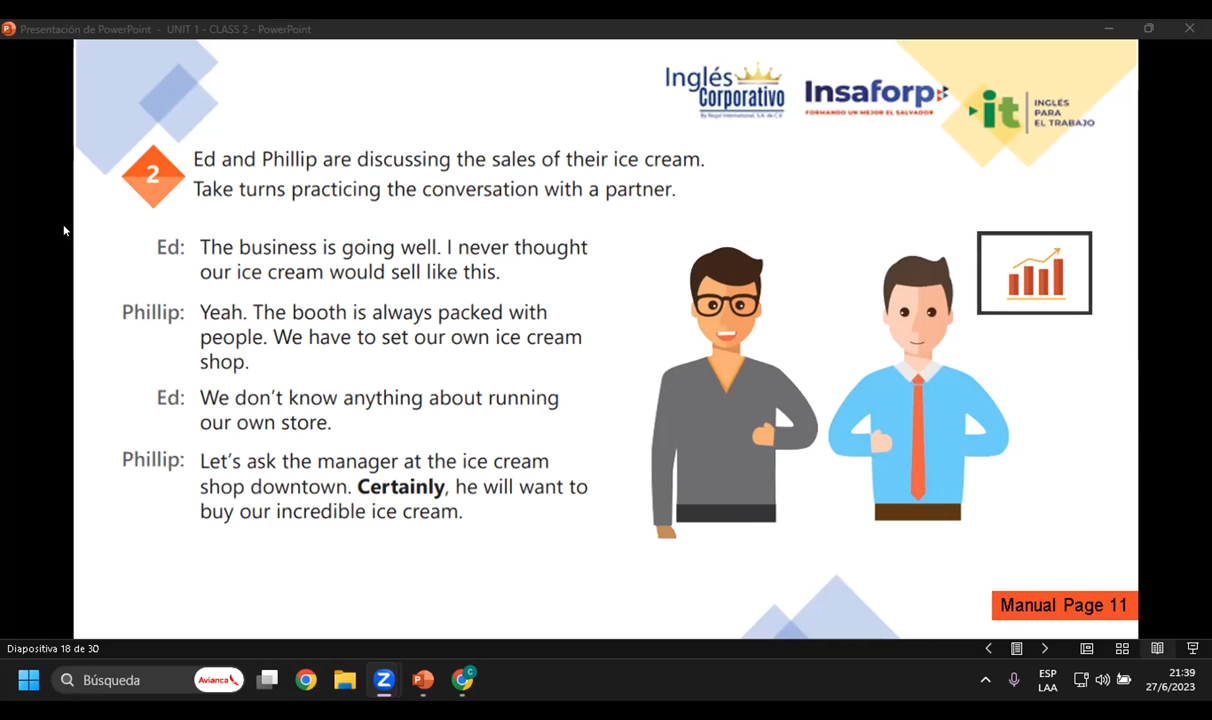 Presentación de PowerPoint - UNIT 1 - CLASS 2 - PowerPoint
Inglés
Corporativo
By Regal International, S.A. de C.V.
Insaforp
FORMANDO UN MEJOR EL SALVADOR
it
INGLÉS
PARA
EL TRABAJO
2
Ed and Phillip are discussing the sales of their ice cream.
Take turns practicing the conversation with a partner.
Ed: The business is going well. I never thought
our ice cream would sell like this.
Phillip: Yeah. The booth is always packed with
people. We have to set our own ice cream
shop.
Ed: We don't know anything about running
our own store.
Phillip: Let's ask the manager at the ice cream
shop downtown. Certainly, he will want to
buy our incredible ice cream.
Manual Page 11
Diapositiva 18 de 30
Búsqueda
Avianca
ESP
LAA
21:39
27/6/2023